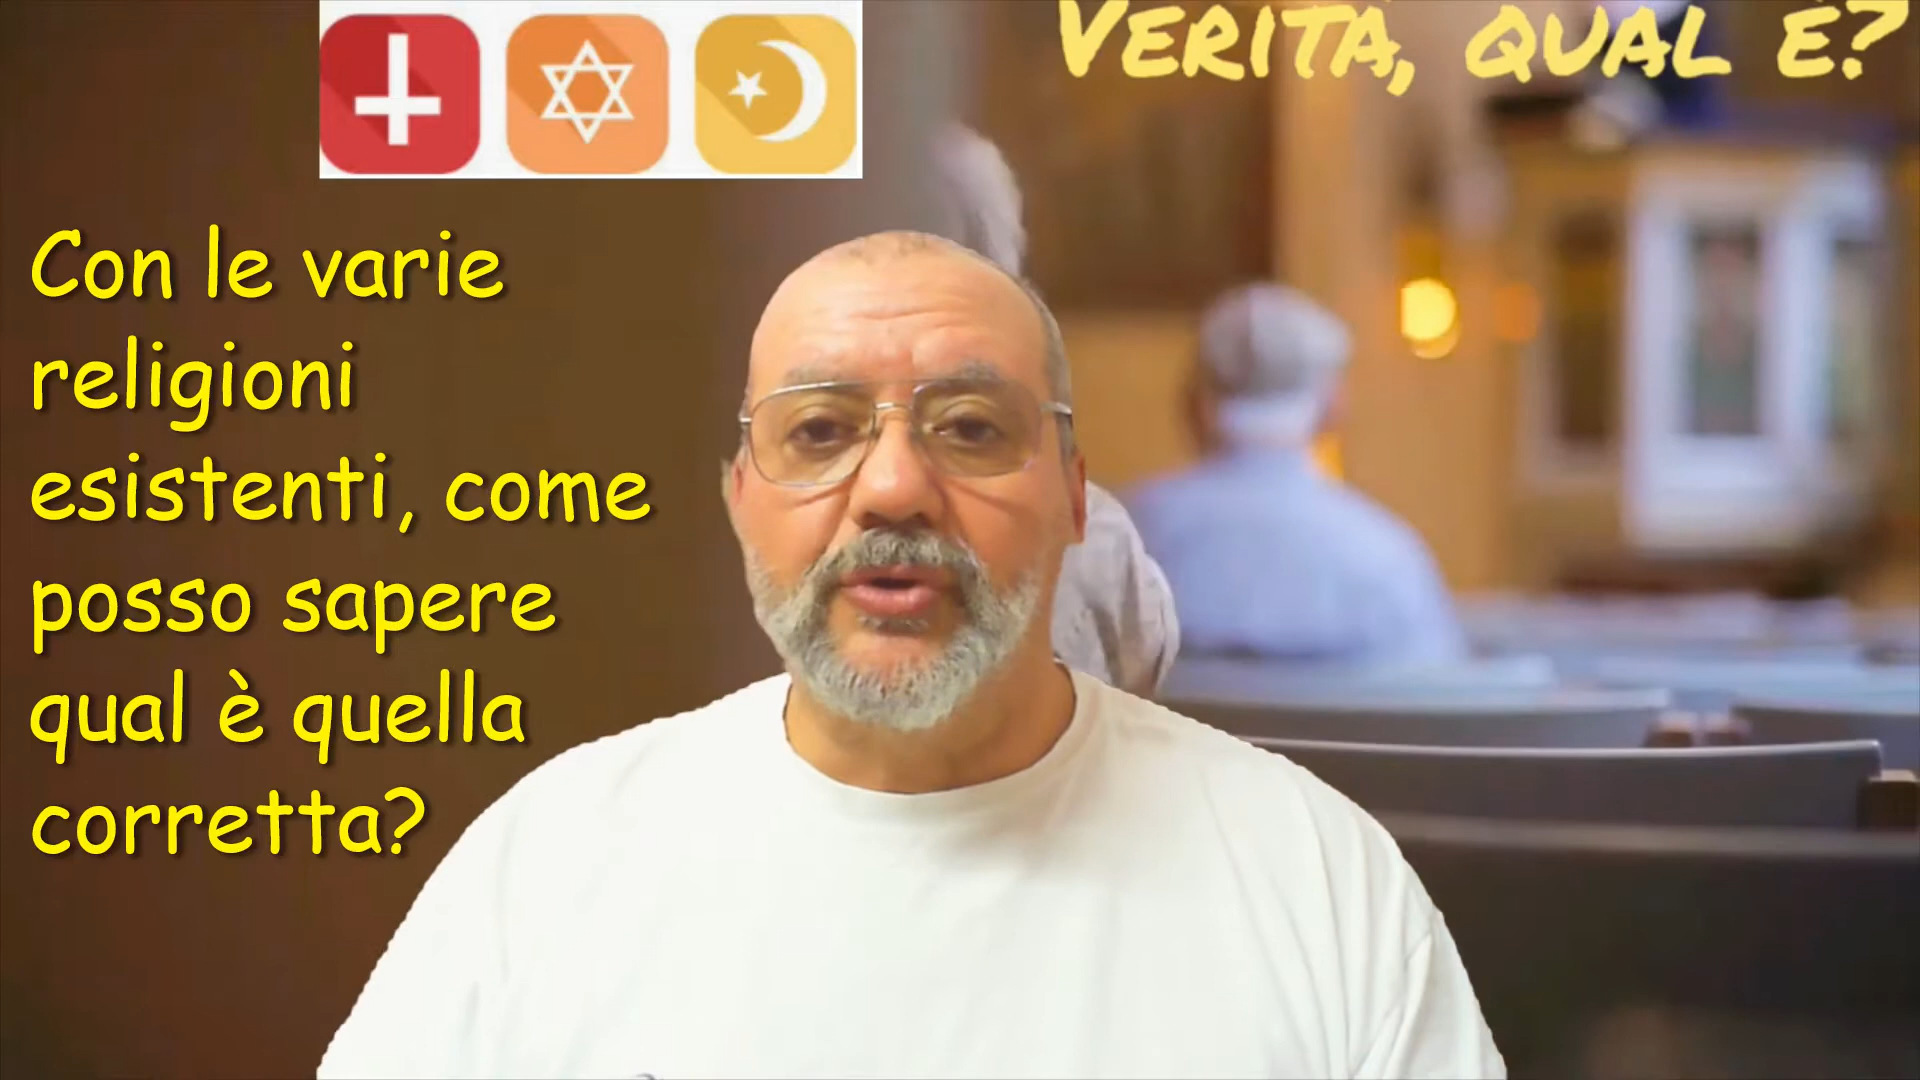 VERITÀ, QUAL È?
Con le varie
religioni
esistenti, come
posso sapere
qual è quella
corretta?